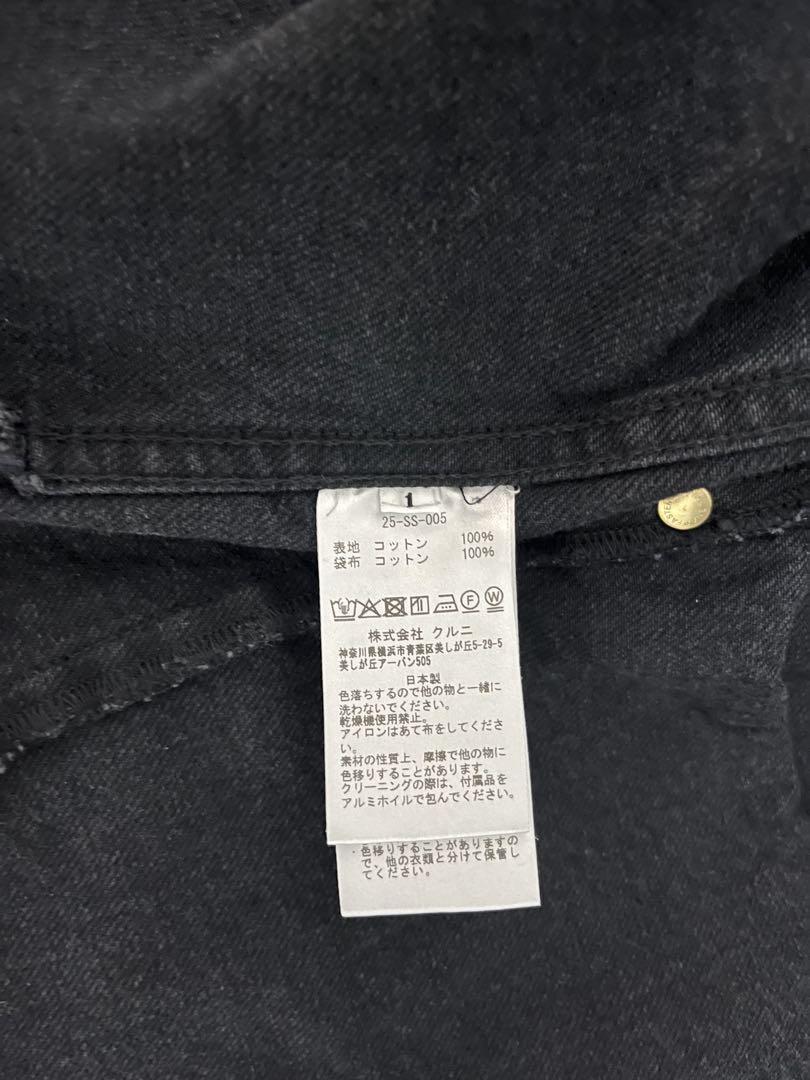 1
25-SS-005
表地 コットン 100%
袋布 コットン 100%
F W
株式会社 クルニ
神奈川県横浜市青葉区美しが丘5-29-5
美しが丘アーバン505
日本製
色落ちするので他の物と一緒に
洗わないでください。
乾燥機使用禁止。
アイロンはあて布をしてくださ
い。
素材の性質上、摩擦で他の物に
色移りすることがあります。
クリーニングの際は、付属品を
アルミホイルで包んでください。
・色移りすることがありますの
で、他の衣類と分けて保管し
てください。